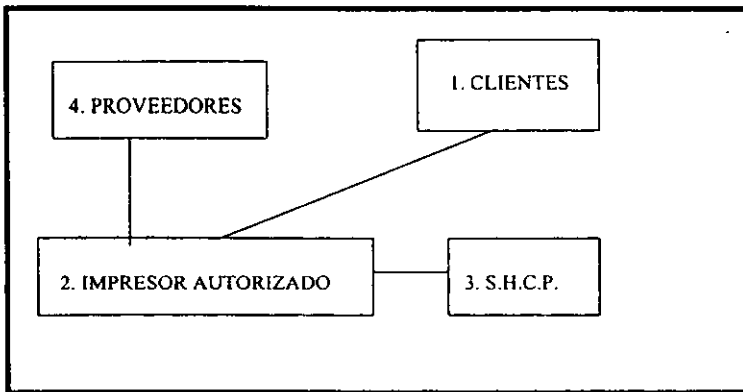 4. PROVEEDORES
1. CLIENTES
2. IMPRESOR AUTORIZADO
3. S.H.C.P.